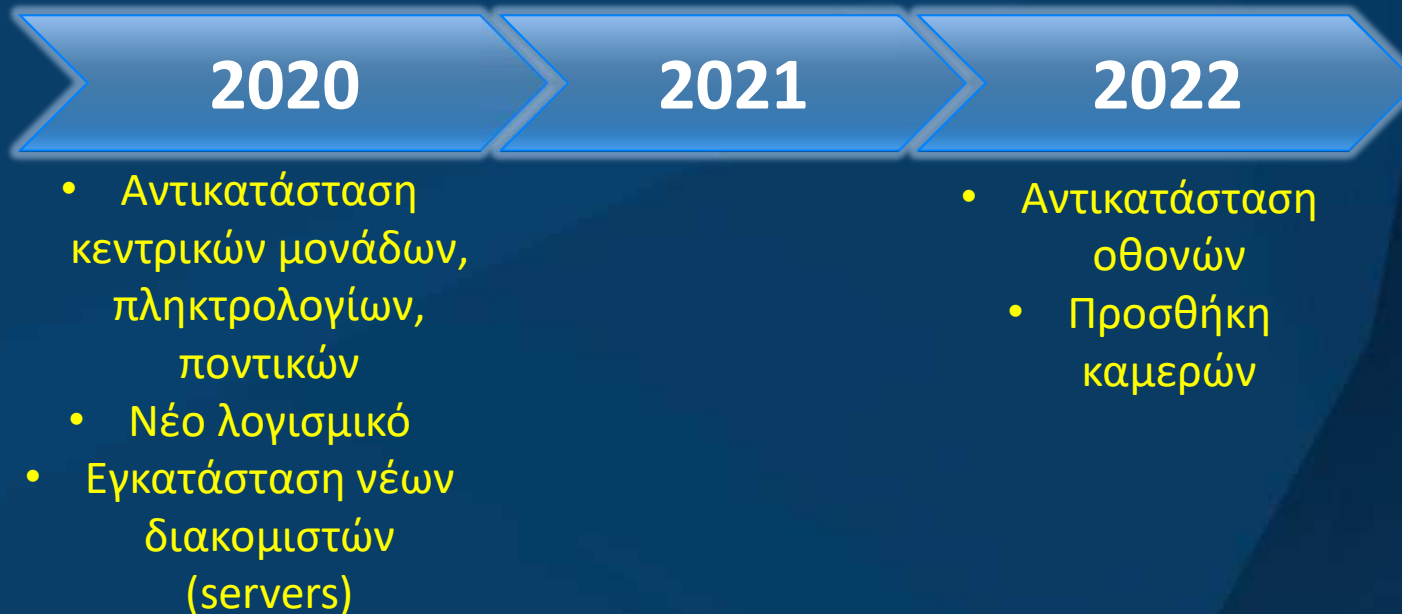 2020
2021
2022
• Αντικατάσταση
κεντρικών μονάδων,
πληκτρολογίων,
ποντικών
• Νέο λογισμικό
• Εγκατάσταση νέων
διακομιστών
(servers)
• Αντικατάσταση
οθονών
• Προσθήκη
καμερών